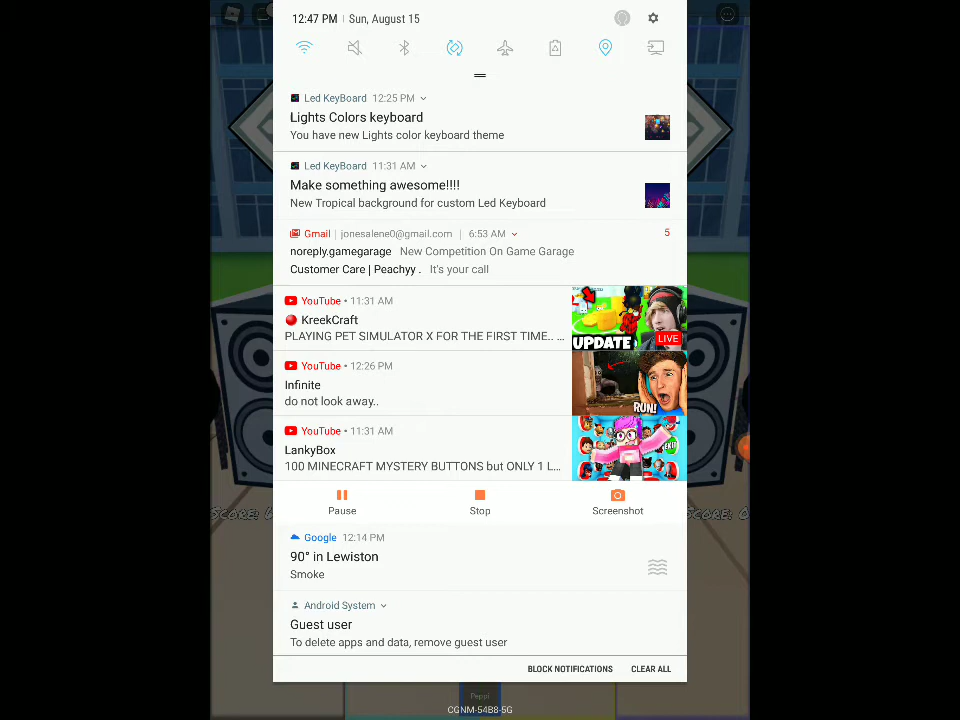 12:47 PM | Sun, August 15
Led KeyBoard 12:25 PM
Lights Colors keyboard
You have new Lights color keyboard theme
Led KeyBoard 11:31 AM
Make something awesome!!!!
New Tropical background for custom Led Keyboard
Gmail | jonesalene0@gmail.com | 6:53 AM 5
noreply.gamegarage New Competition On Game Garage
Customer Care | Peachyy . It's your call
YouTube • 11:31 AM
KreekCraft
PLAYING PET SIMULATOR X FOR THE FIRST TIME.. ...
UPDATE
LIVE
YouTube • 12:26 PM
Infinite
do not look away..
RUN!
YouTube • 11:31 AM
LankyBox
100 MINECRAFT MYSTERY BUTTONS but ONLY 1 L...
Pause Stop Screenshot
Google 12:14 PM
90° in Lewiston
Smoke
Android System
Guest user
To delete apps and data, remove guest user
BLOCK NOTIFICATIONS CLEAR ALL
Peppl
CGNM-54B8-5G